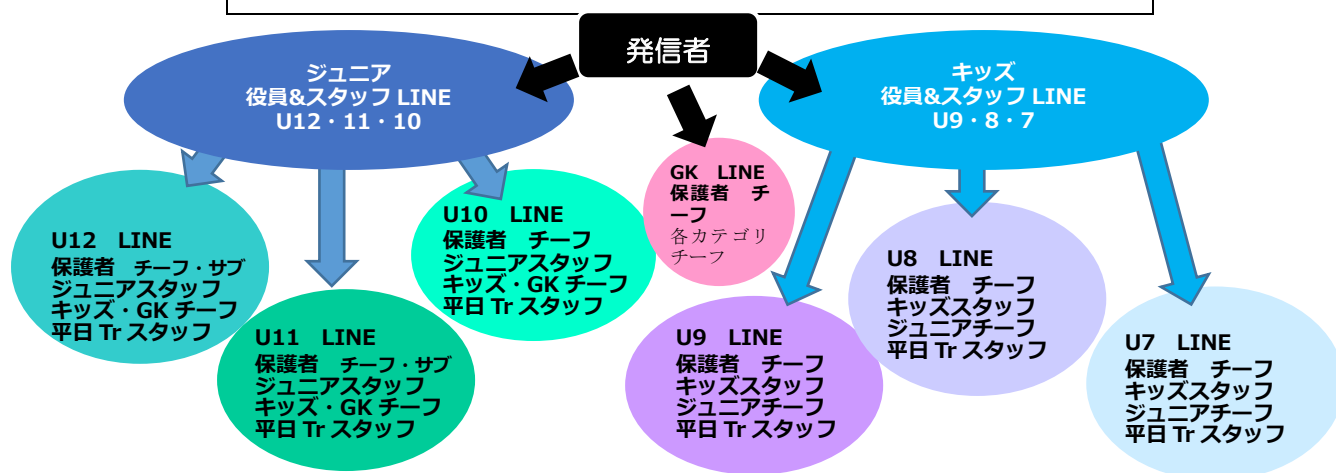 発信者
ジュニア
役員&スタッフ LINE
U12・11・10
キッズ
役員&スタッフ LINE
U9・8・7
U12 LINE
保護者 チーフ・サブ
ジュニアスタッフ
キッズ・GK チーフ
平日 Tr スタッフ
U11 LINE
保護者 チーフ・サブ
ジュニアスタッフ
キッズ・GK チーフ
平日 Tr スタッフ
U10 LINE
保護者 チーフ
ジュニアスタッフ
キッズ・GK チーフ
平日 Tr スタッフ
GK LINE
保護者 チ
ーフ
各カテゴリ
チーフ
U9 LINE
保護者 チーフ
キッズスタッフ
ジュニアチーフ
平日 Tr スタッフ
U8 LINE
保護者 チーフ
キッズスタッフ
ジュニアチーフ
平日 Tr スタッフ
U7 LINE
保護者 チーフ
キッズスタッフ
ジュニアチーフ
平日 Tr スタッフ